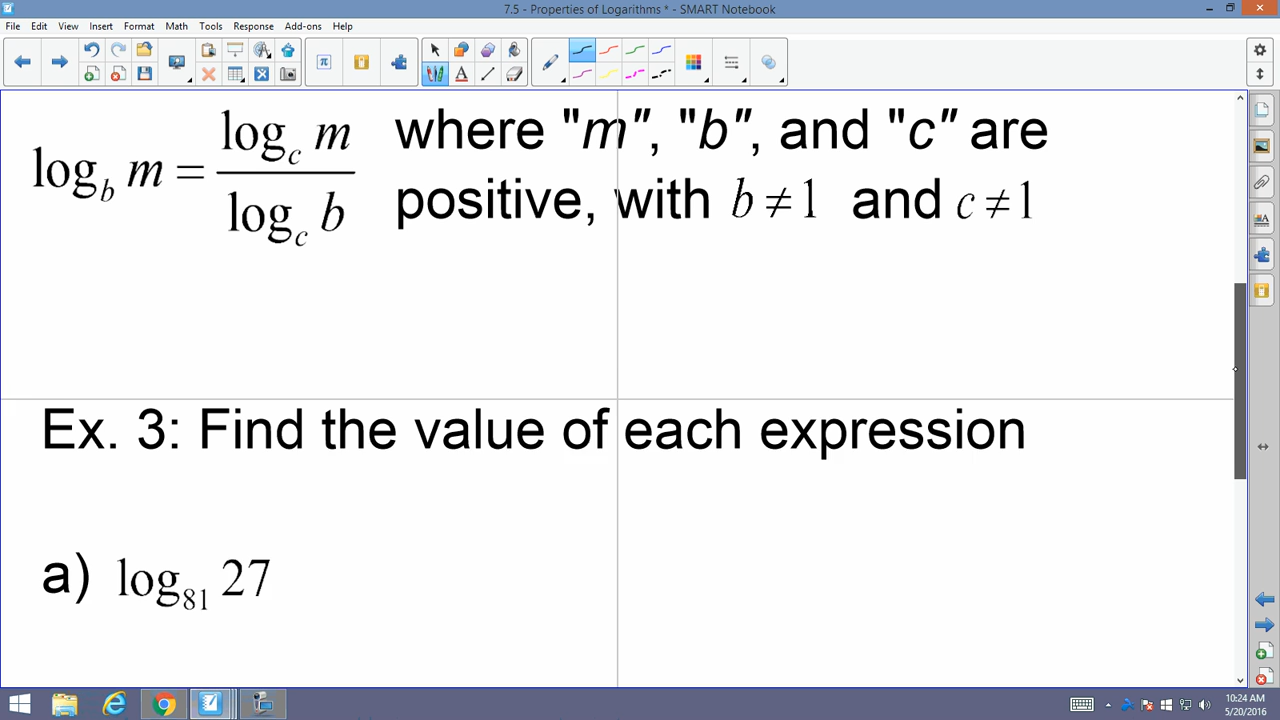 7.5 - Properties of Logarithms * - SMART Notebook
File Edit View Insert Format Math Tools Response Add-ons Help
log_b m = log_c m / log_c b where "m", "b", and "c" are
positive, with b ≠ 1 and c ≠ 1
Ex. 3: Find the value of each expression
a) log_81 27
10:24 AM
5/20/2016